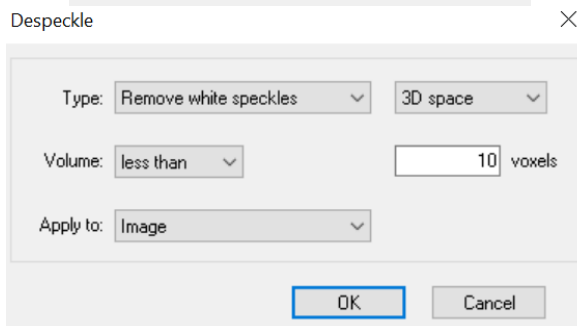 Despeckle
Type: Remove white speckles 3D space
Volume: less than 10 voxels
Apply to: Image
OK Cancel